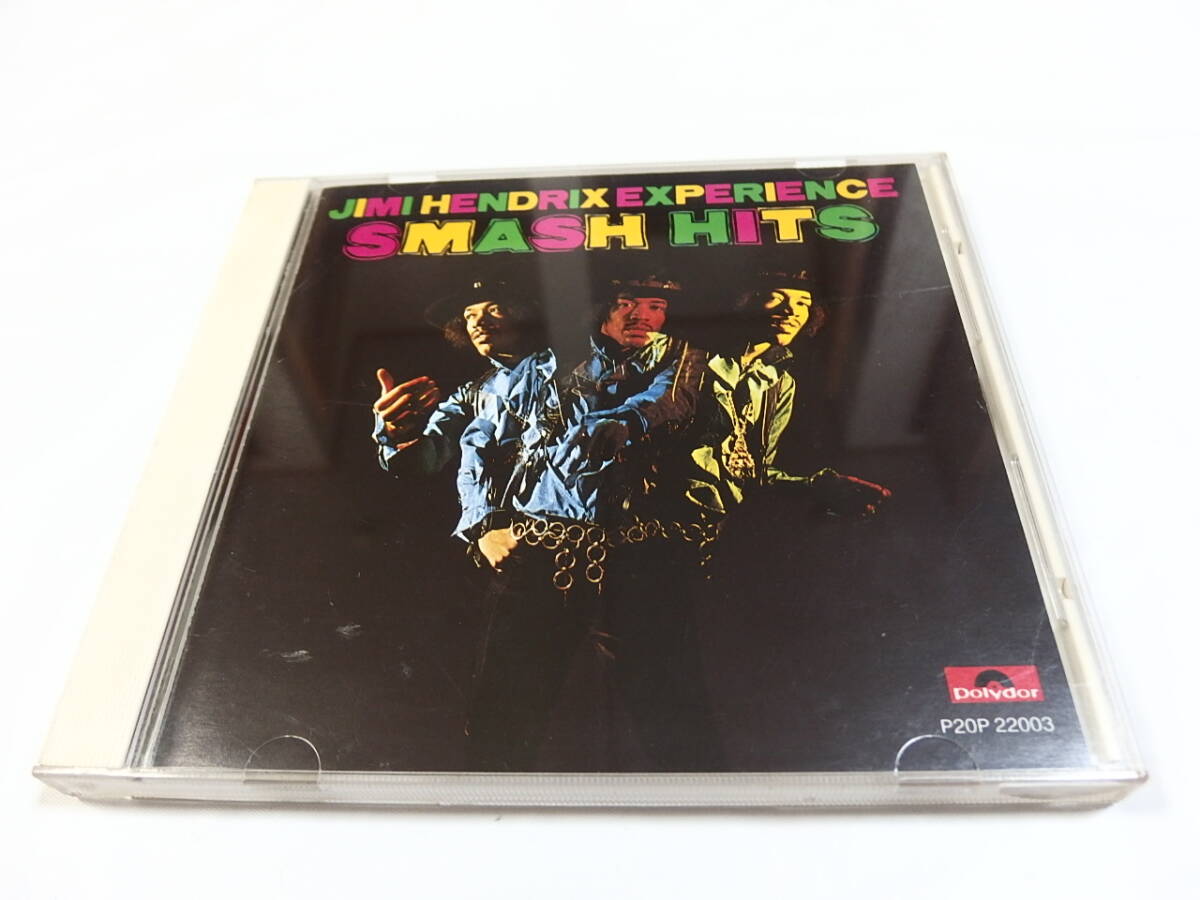 JIMI HENDRIX EXPERIENCE
SMASH HITS
Polydor
P20P 22003